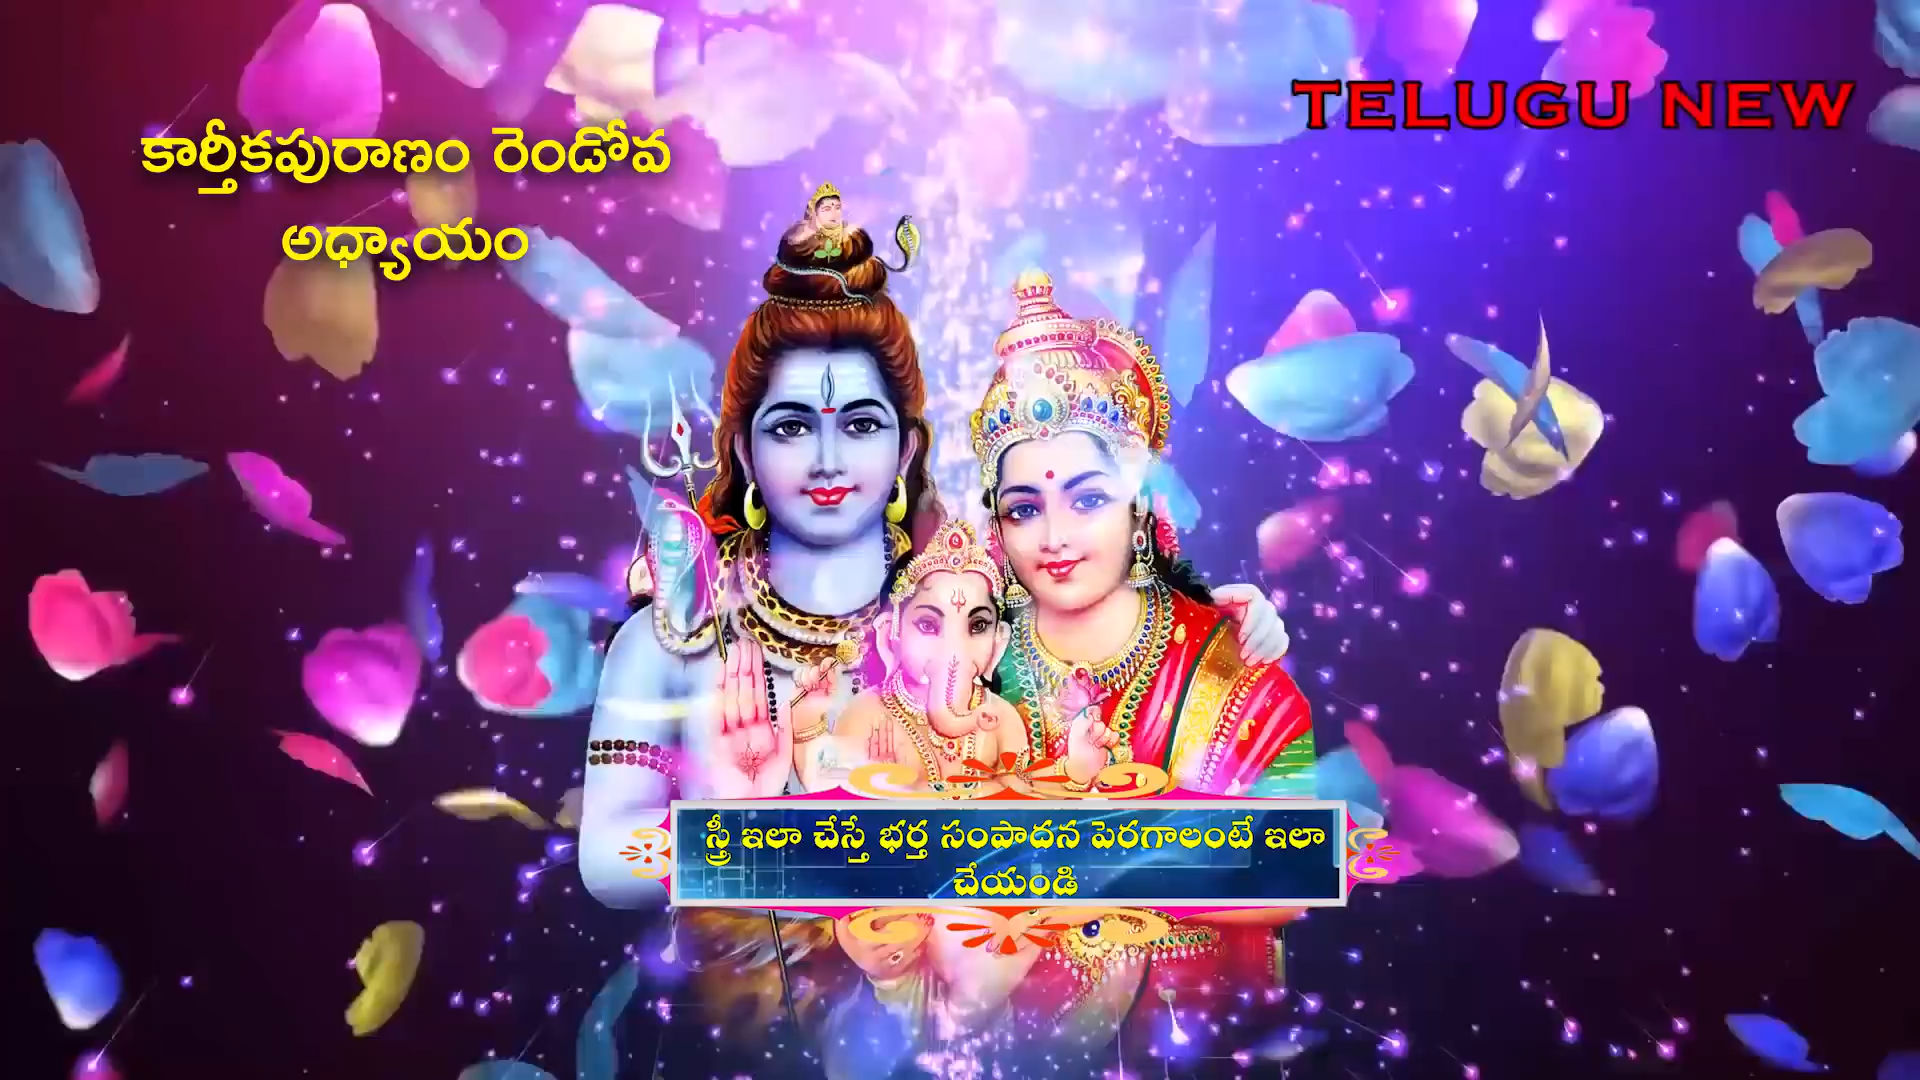 కార్తీకపురాణం రెండోవ
అధ్యాయం
TELUGU NEW
స్త్రీ ఇలా చేస్తే భర్త సంపాదన పెరగాలంటే ఇలా
చేయండి